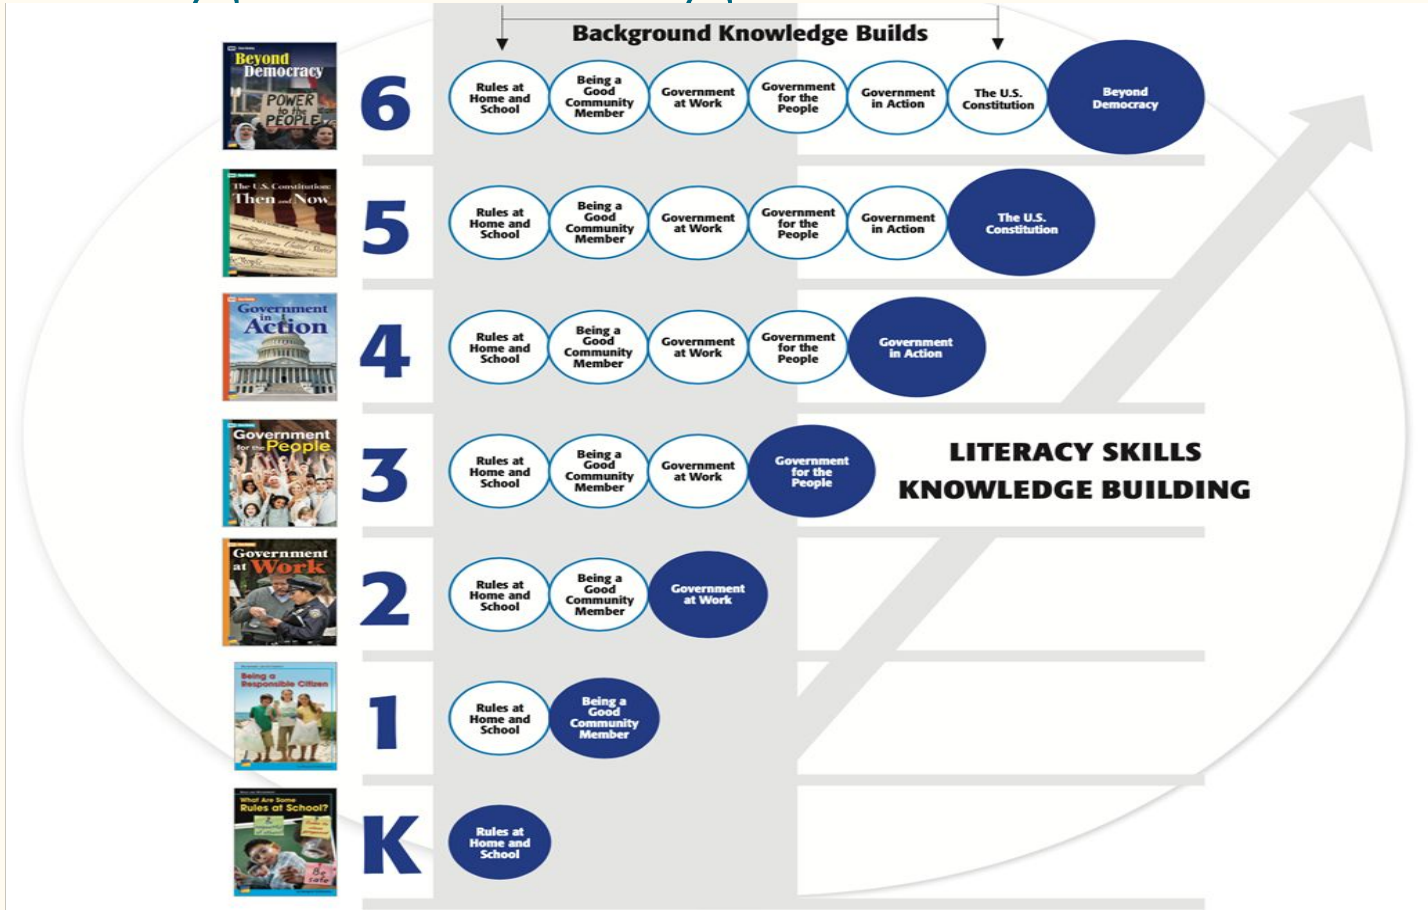 Background Knowledge Builds
Beyond
Democracy
POWER
to the
PEOPLE
6
Rules at
Home and
School
Being a
Good
Community
Member
Government
at Work
Government
for the
People
Government
in Action
The U.S.
Constitution
Beyond
Democracy
The U.S. Constitution:
Then and Now
5
Rules at
Home and
School
Being a
Good
Community
Member
Government
at Work
Government
for the
People
Government
in Action
The U.S.
Constitution
Government
in
Action
4
Rules at
Home and
School
Being a
Good
Community
Member
Government
at Work
Government
for the
People
Government
in Action
Government
for the People
3
Rules at
Home and
School
Being a
Good
Community
Member
Government
at Work
Government
for the
People
LITERACY SKILLS
KNOWLEDGE BUILDING
Government
at Work
2
Rules at
Home and
School
Being a
Good
Community
Member
Government
at Work
Being a
Responsible Citizen
1
Rules at
Home and
School
Being a
Good
Community
Member
What Are Some
Rules at School?
Be
safe
K
Rules at
Home and
School